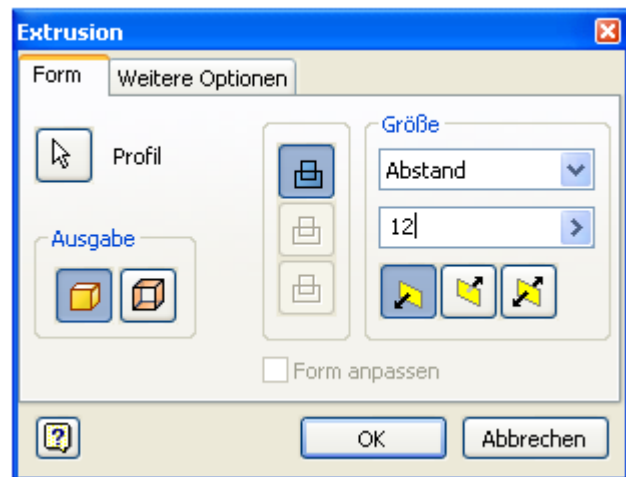 Extrusion
Form Weitere Optionen
Profil
Größe
Abstand
12
Ausgabe
Form anpassen
? OK Abbrechen